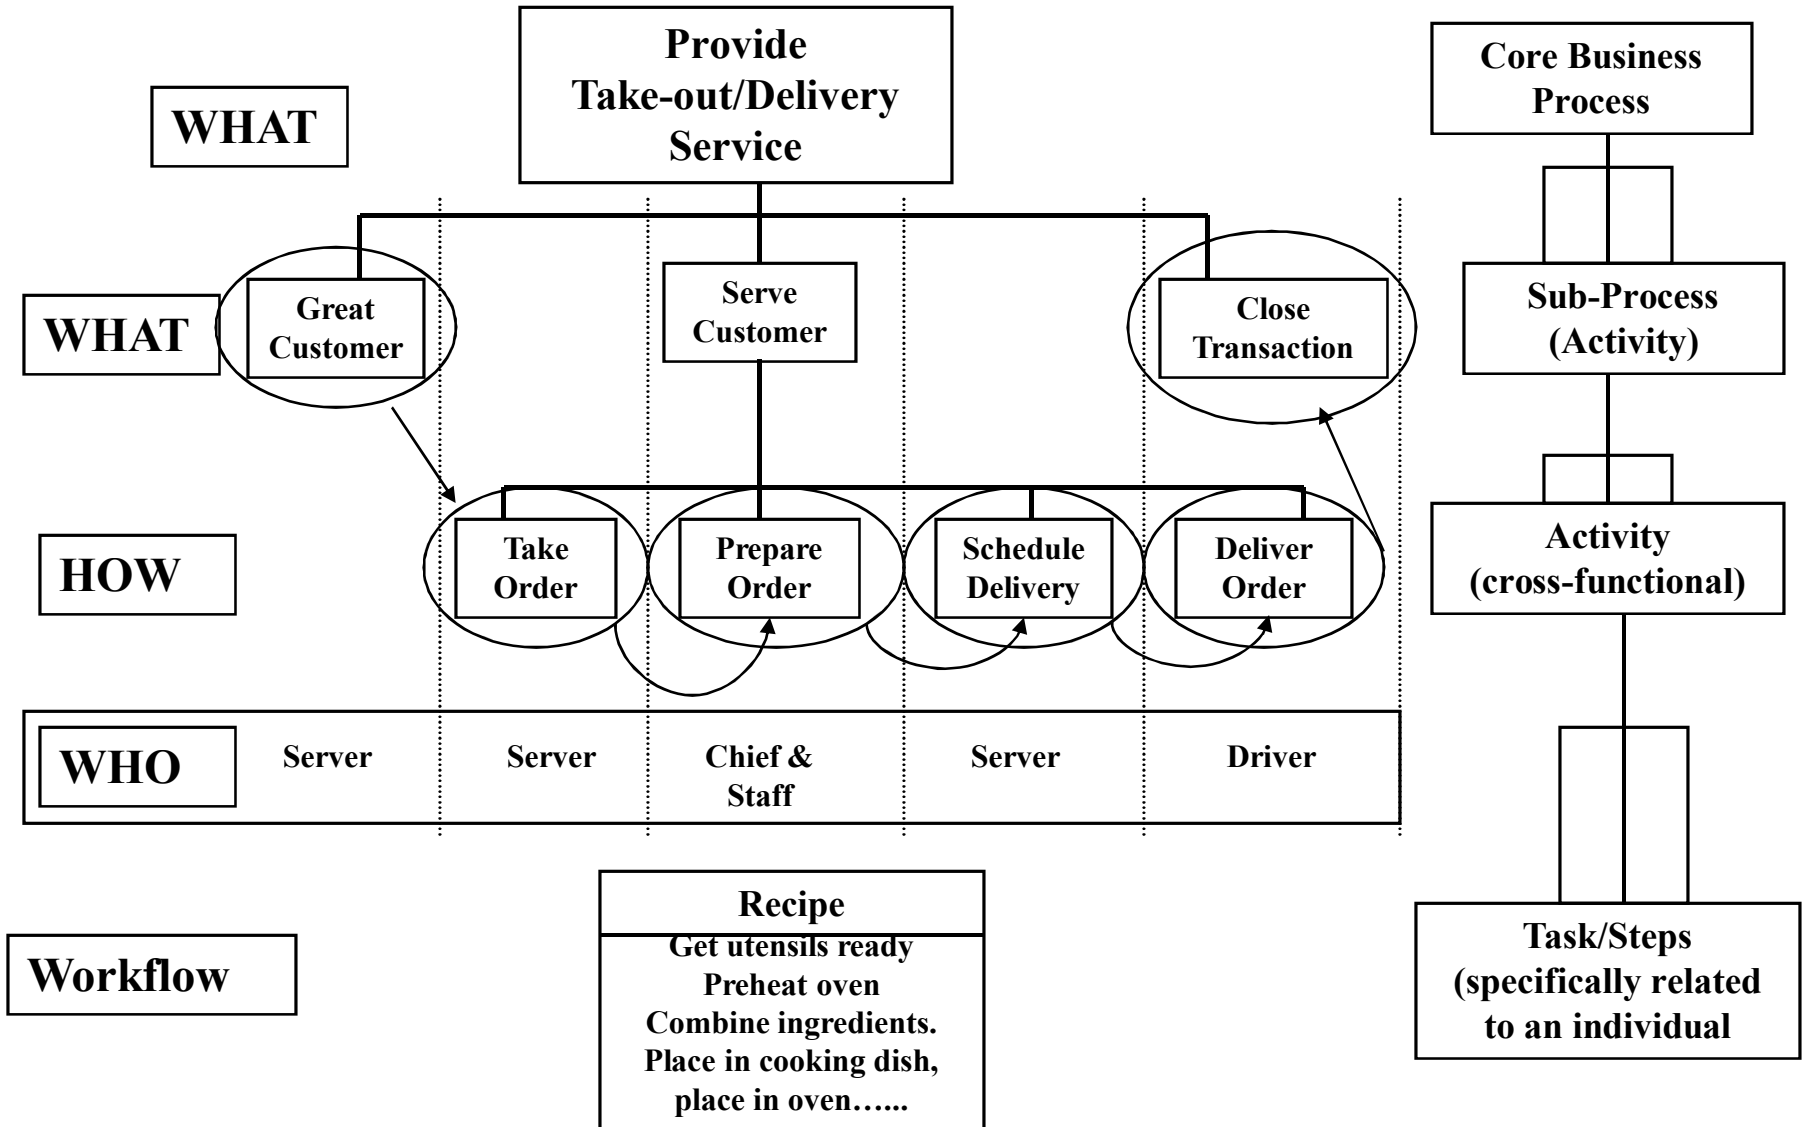 Provide
Take-out/Delivery
Service
Core Business
Process
WHAT
WHAT
Great
Customer
Serve
Customer
Close
Transaction
Sub-Process
(Activity)
HOW
Take
Order
Prepare
Order
Schedule
Delivery
Deliver
Order
Activity
(cross-functional)
WHO
Server
Server
Chief &
Staff
Server
Driver
Workflow
Recipe
Get utensils ready
Preheat oven
Combine ingredients.
Place in cooking dish,
place in oven…...
Task/Steps
(specifically related
to an individual